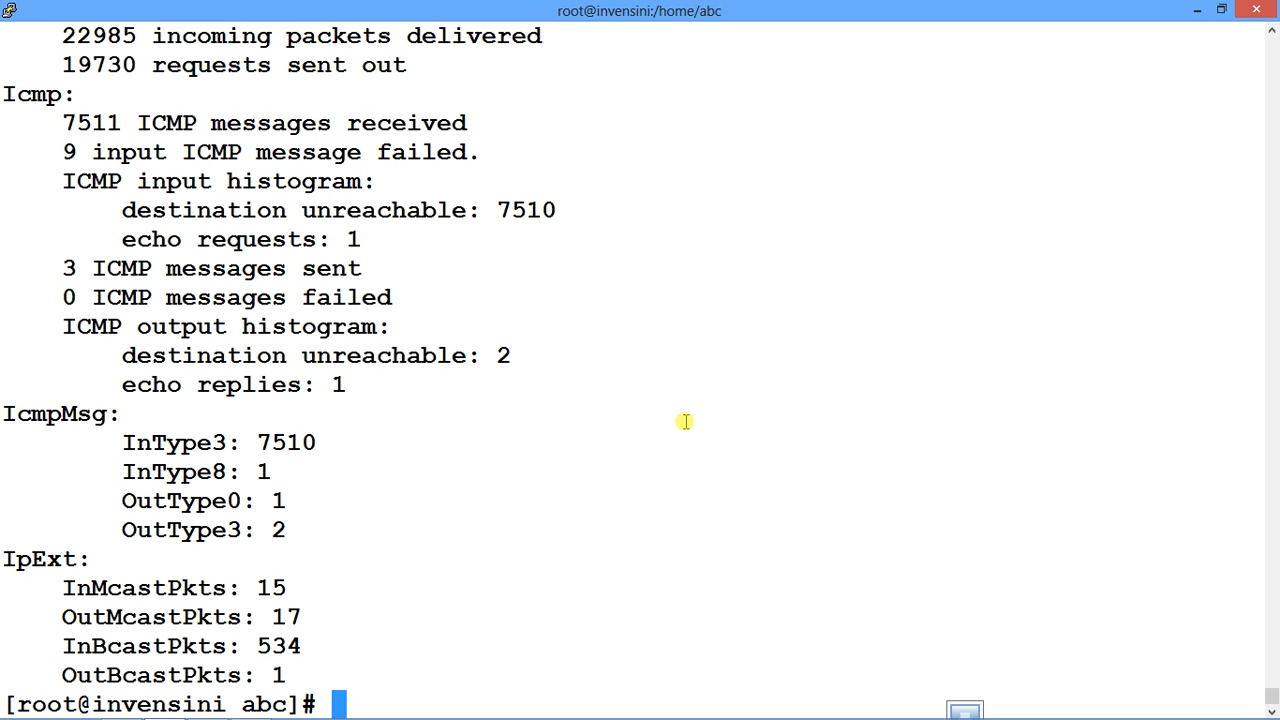 root@invensini:/home/abc
22985 incoming packets delivered
19730 requests sent out
Icmp:
7511 ICMP messages received
9 input ICMP message failed.
ICMP input histogram:
destination unreachable: 7510
echo requests: 1
3 ICMP messages sent
0 ICMP messages failed
ICMP output histogram:
destination unreachable: 2
echo replies: 1
IcmpMsg:
InType3: 7510
InType8: 1
OutType0: 1
OutType3: 2
IpExt:
InMcastPkts: 15
OutMcastPkts: 17
InBcastPkts: 534
OutBcastPkts: 1
[root@invensini abc]#